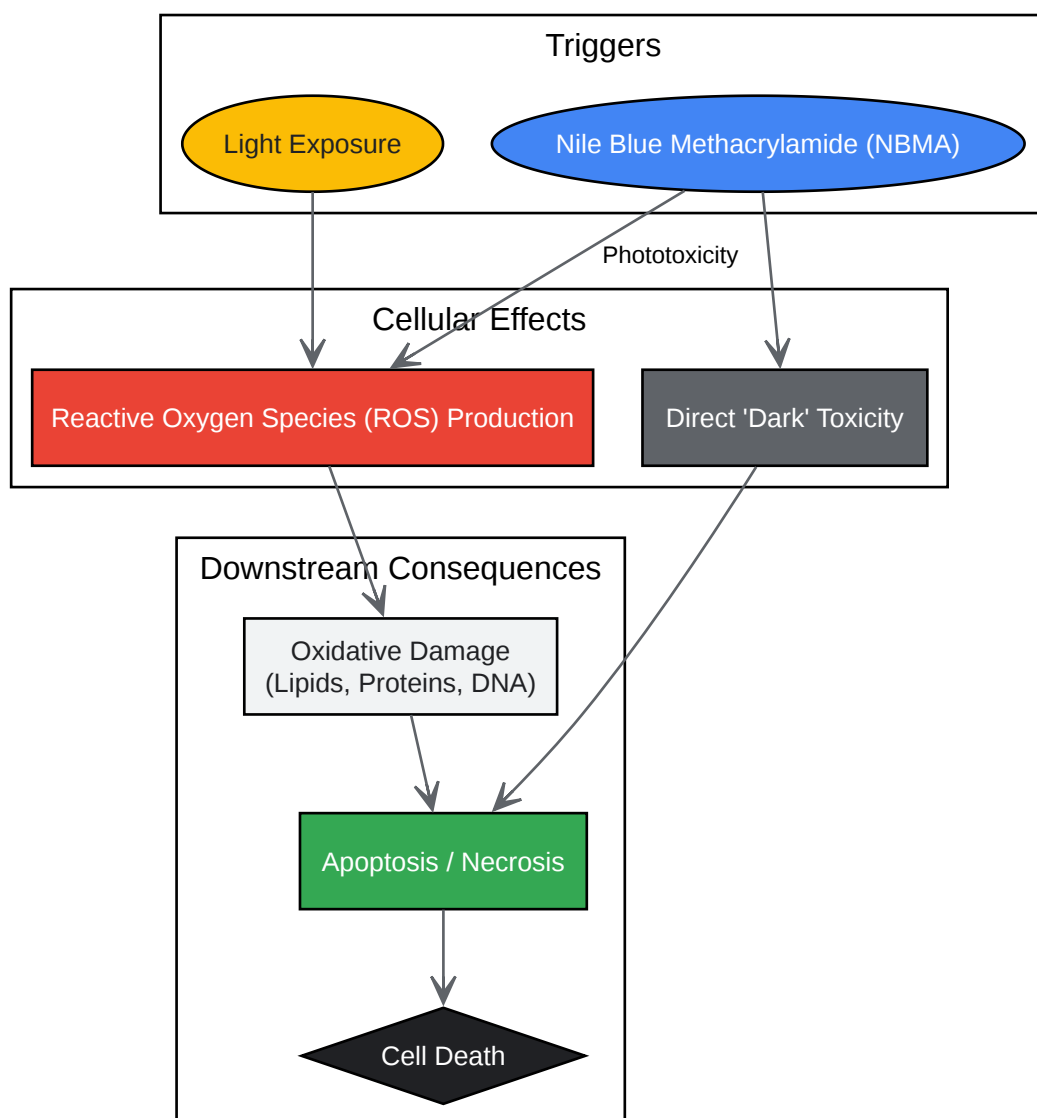 Triggers
Light Exposure
Nile Blue Methacrylamide (NBMA)
Phototoxicity
Cellular Effects
Reactive Oxygen Species (ROS) Production
Direct 'Dark' Toxicity
Downstream Consequences
Oxidative Damage
(Lipids, Proteins, DNA)
Apoptosis / Necrosis
Cell Death